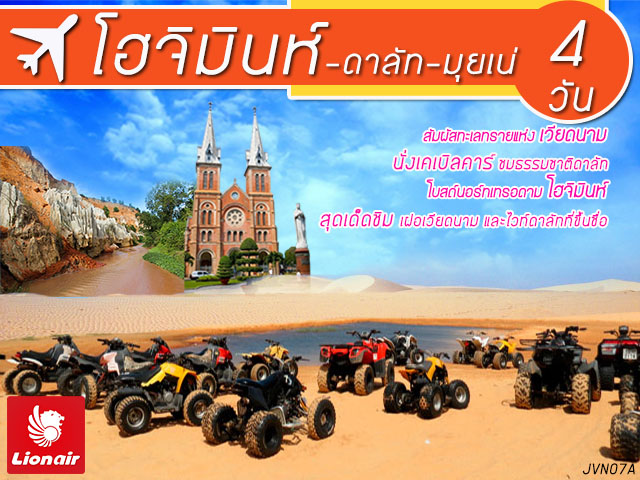 โฮจิมินห์-ดาลัท-มุยเน่ 4 วัน
สัมผัสทะเลทรายแห่ง เวียดนาม
นั่งเคเบิลคาร์ ชมธรรมชาติดาลัท
โบสถ์นอร์ทเทรอดาม โฮจิมินห์
สุดเด็ดชิม เฝอเวียดนาม และไวท์ดาลัทที่ขึ้นชื่อ
Lionair
JVN07A